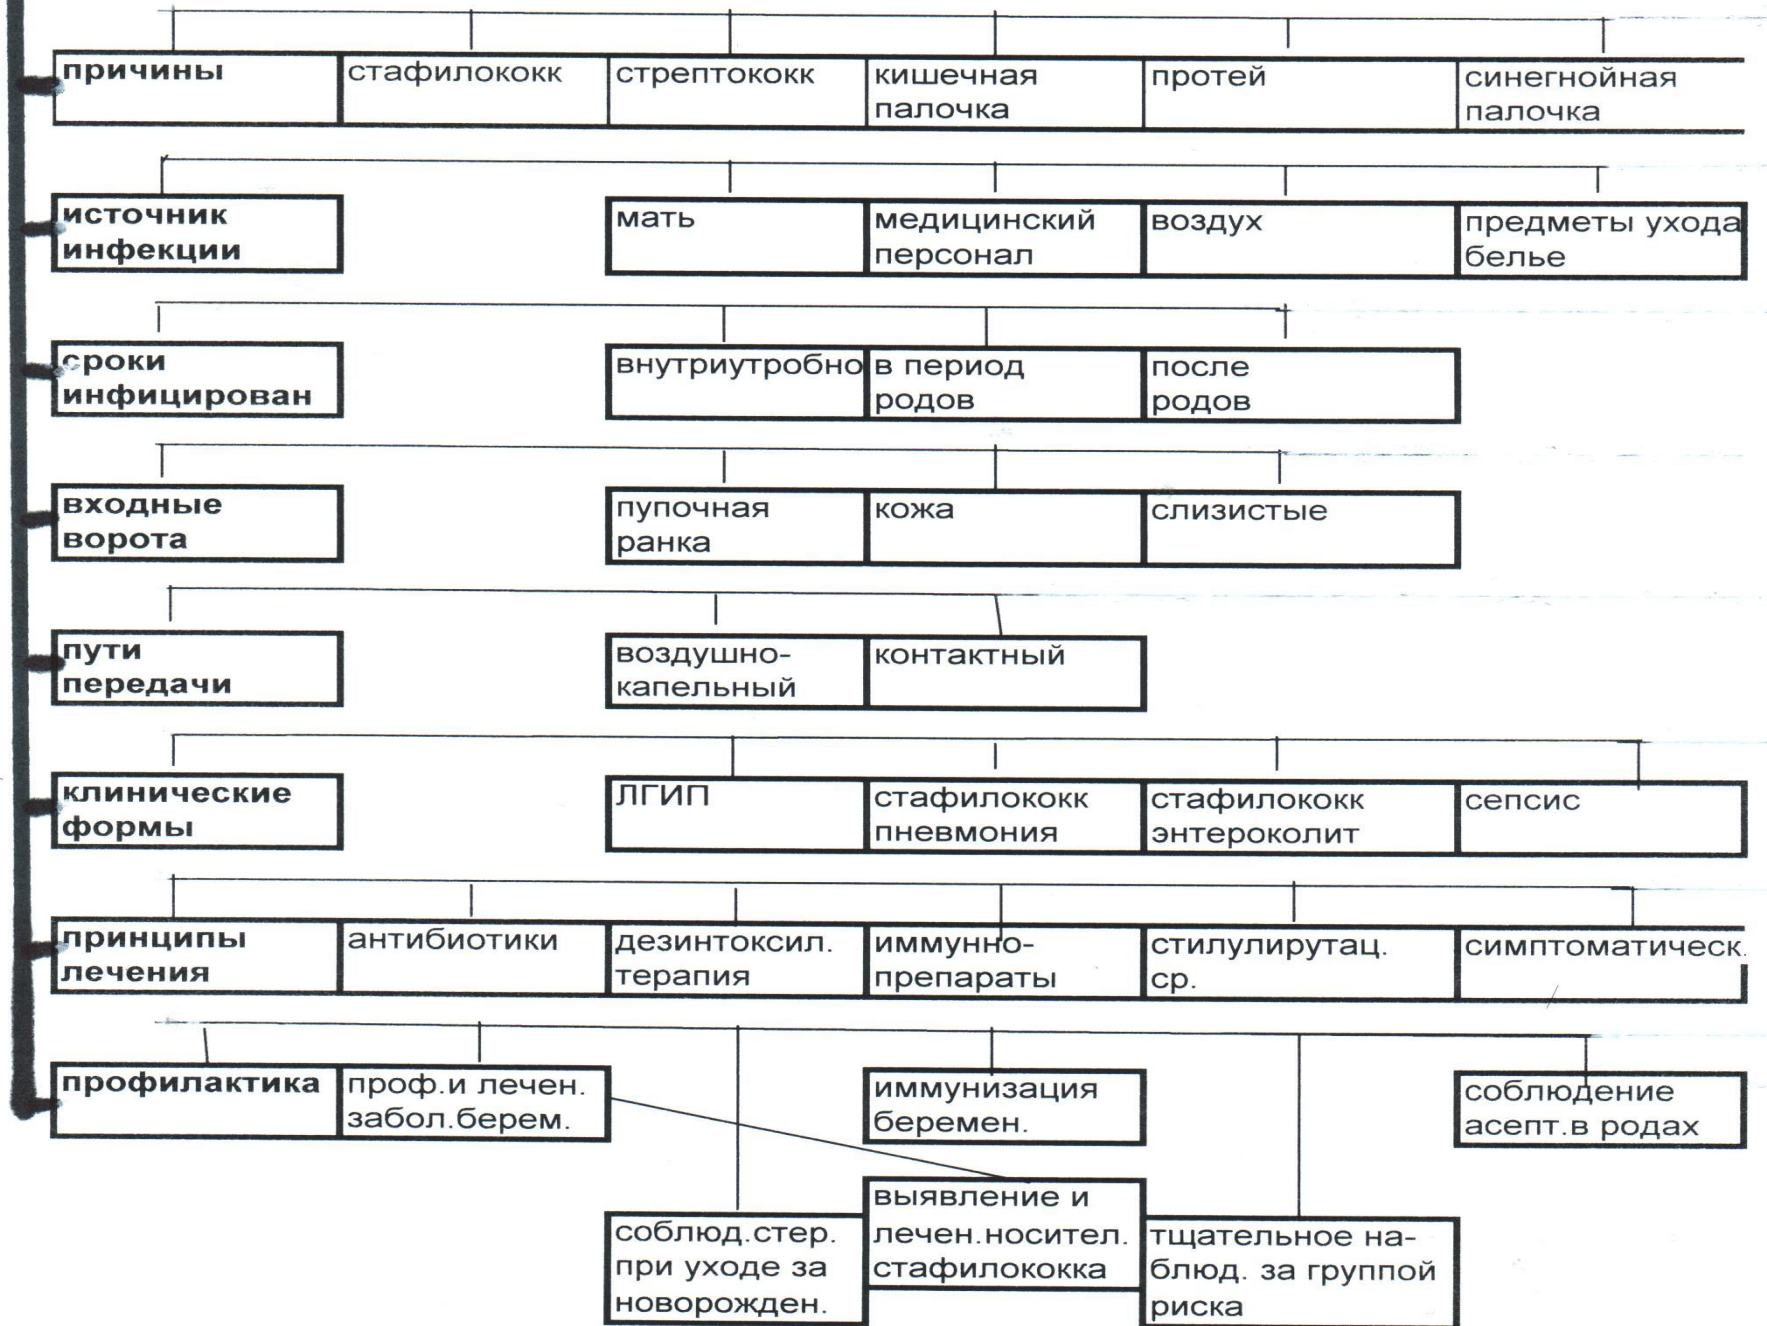 причины
стафилококк
стрептококк
кишечная
палочка
протей
синегнойная
палочка
источник
инфекции
мать
медицинский
персонал
воздух
предметы ухода
белье
сроки
инфицирован
внутриутробно
в период
родов
после
родов
входные
ворота
пупочная
ранка
кожа
слизистые
пути
передачи
воздушно-
капельный
контактный
клинические
формы
ЛГИП
стафилококк
пневмония
стафилококк
энтероколит
сепсис
принципы
лечения
антибиотики
дезинтоксил.
терапия
иммунно-
препараты
стилулирутац.
ср.
симптоматическ.
профилактика
проф.и лечен.
забол.берем.
иммунизация
беремен.
соблюдение
асепт.в родах
соблюд.стер.
при уходе за
новорожден.
выявление и
лечен.носител.
стафилококка
тщательное на-
блюд. за группой
риска